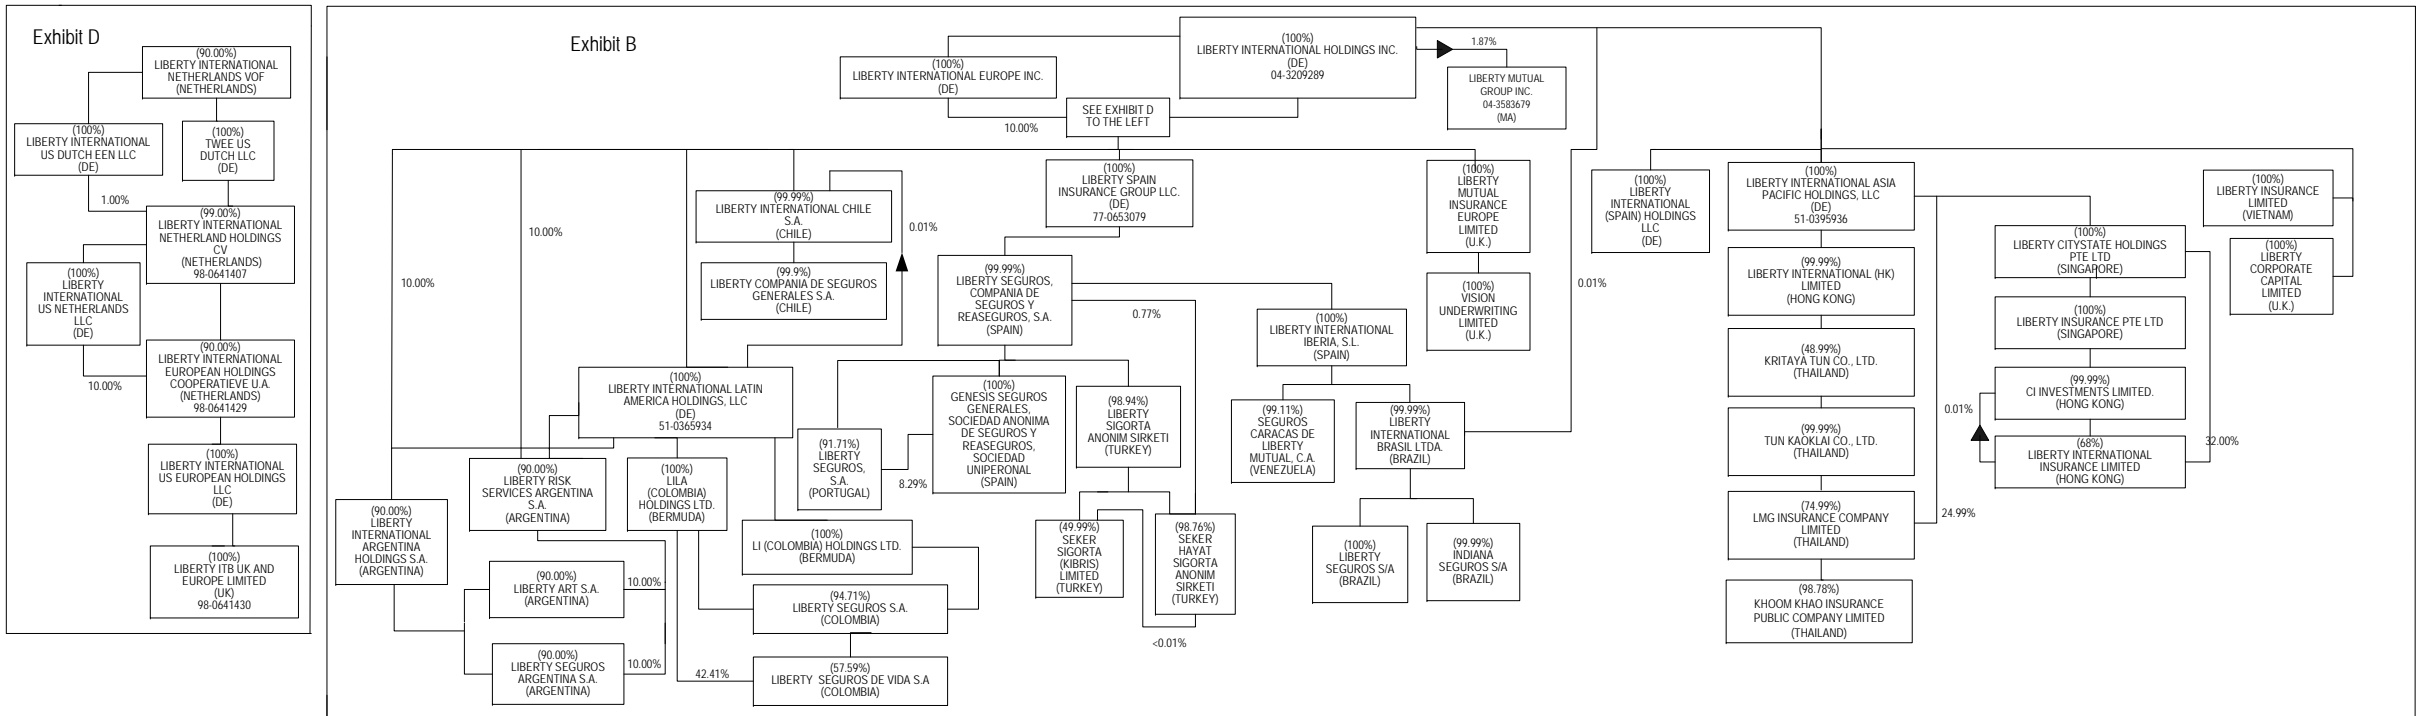 Exhibit D
(90.00%)
LIBERTY INTERNATIONAL
NETHERLANDS VOF
(NETHERLANDS)
(100%)
LIBERTY INTERNATIONAL
US DUTCH EEN LLC
(DE)
(100%)
TWEE US
DUTCH LLC
(DE)
1.00%
(99.00%)
LIBERTY INTERNATIONAL
NETHERLAND HOLDINGS
CV
(NETHERLANDS)
98-0641407
(100%)
LIBERTY
INTERNATIONAL
US NETHERLANDS
LLC
(DE)
10.00%
(90.00%)
LIBERTY INTERNATIONAL
EUROPEAN HOLDINGS
COOPERATIEVE U.A.
(NETHERLANDS)
98-0641429
(100%)
LIBERTY INTERNATIONAL
US EUROPEAN HOLDINGS
LLC
(DE)
(100%)
LIBERTY ITB UK AND
EUROPE LIMITED
(UK)
98-0641430
Exhibit B
(100%)
LIBERTY INTERNATIONAL HOLDINGS INC.
(DE)
04-3209289
1.87%
LIBERTY MUTUAL
GROUP INC.
04-3583679
(MA)
(100%)
LIBERTY INTERNATIONAL EUROPE INC.
(DE)
SEE EXHIBIT D
TO THE LEFT
10.00%
10.00%
10.00%
(99.99%)
LIBERTY INTERNATIONAL CHILE
S.A.
(CHILE)
0.01%
(99.9%)
LIBERTY COMPANIA DE SEGUROS
GENERALES S.A.
(CHILE)
(100%)
LIBERTY INTERNATIONAL LATIN
AMERICA HOLDINGS, LLC
(DE)
51-0365934
(90.00%)
LIBERTY
INTERNATIONAL
ARGENTINA
HOLDINGS S.A.
(ARGENTINA)
(90.00%)
LIBERTY RISK
SERVICES ARGENTINA
S.A.
(ARGENTINA)
(100%)
LILA
(COLOMBIA)
HOLDINGS LTD.
(BERMUDA)
(100%)
LI (COLOMBIA) HOLDINGS LTD.
(BERMUDA)
(90.00%)
LIBERTY ART S.A.
(ARGENTINA)
10.00%
(90.00%)
LIBERTY SEGUROS
ARGENTINA S.A.
(ARGENTINA)
10.00%
(94.71%)
LIBERTY SEGUROS S.A.
(COLOMBIA)
42.41%
(57.59%)
LIBERTY SEGUROS DE VIDA S.A
(COLOMBIA)
(100%)
LIBERTY SPAIN
INSURANCE GROUP LLC.
(DE)
77-0653079
(99.99%)
LIBERTY SEGUROS,
COMPANIA DE
SEGUROS Y
REASEGUROS, S.A.
(SPAIN)
0.77%
(91.71%)
LIBERTY
SEGUROS,
S.A.
(PORTUGAL)
8.29%
(100%)
GENESIS SEGUROS
GENERALES,
SOCIEDAD ANONIMA
DE SEGUROS Y
REASEGUROS,
SOCIEDAD
UNIPERONAL
(SPAIN)
(98.94%)
LIBERTY
SIGORTA
ANONIM SIRKETI
(TURKEY)
(49.99%)
SEKER
SIGORTA
(KIBRIS)
LIMITED
(TURKEY)
(98.76%)
SEKER
HAYAT
SIGORTA
ANONIM
SIRKETI
(TURKEY)
<0.01%
(100%)
LIBERTY INTERNATIONAL
IBERIA, S.L.
(SPAIN)
(99.11%)
SEGUROS
CARACAS DE
LIBERTY
MUTUAL, C.A.
(VENEZUELA)
(99.99%)
LIBERTY
INTERNATIONAL
BRASIL LTDA.
(BRAZIL)
(100%)
LIBERTY
SEGUROS S/A
(BRAZIL)
(99.99%)
INDIANA
SEGUROS S/A
(BRAZIL)
(100%)
LIBERTY
MUTUAL
INSURANCE
EUROPE
LIMITED
(U.K.)
(100%)
VISION
UNDERWRITING
LIMITED
(U.K.)
0.01%
(100%)
LIBERTY
INTERNATIONAL
(SPAIN) HOLDINGS
LLC
(DE)
(100%)
LIBERTY INTERNATIONAL ASIA
PACIFIC HOLDINGS, LLC
(DE)
51-0395936
(99.99%)
LIBERTY INTERNATIONAL (HK)
LIMITED
(HONG KONG)
(48.99%)
KRITAYA TUN CO., LTD.
(THAILAND)
(99.99%)
TUN KAOKLAI CO., LTD.
(THAILAND)
(74.99%)
LMG INSURANCE COMPANY
LIMITED
(THAILAND)
24.99%
(98.78%)
KHOOM KHAO INSURANCE
PUBLIC COMPANY LIMITED
(THAILAND)
(100%)
LIBERTY CITYSTATE HOLDINGS
PTE LTD
(SINGAPORE)
(100%)
LIBERTY INSURANCE PTE LTD
(SINGAPORE)
(99.99%)
CI INVESTMENTS LIMITED.
(HONG KONG)
0.01%
32.00%
(68%)
LIBERTY INTERNATIONAL
INSURANCE LIMITED
(HONG KONG)
(100%)
LIBERTY INSURANCE
LIMITED
(VIETNAM)
(100%)
LIBERTY
CORPORATE
CAPITAL
LIMITED
(U.K.)